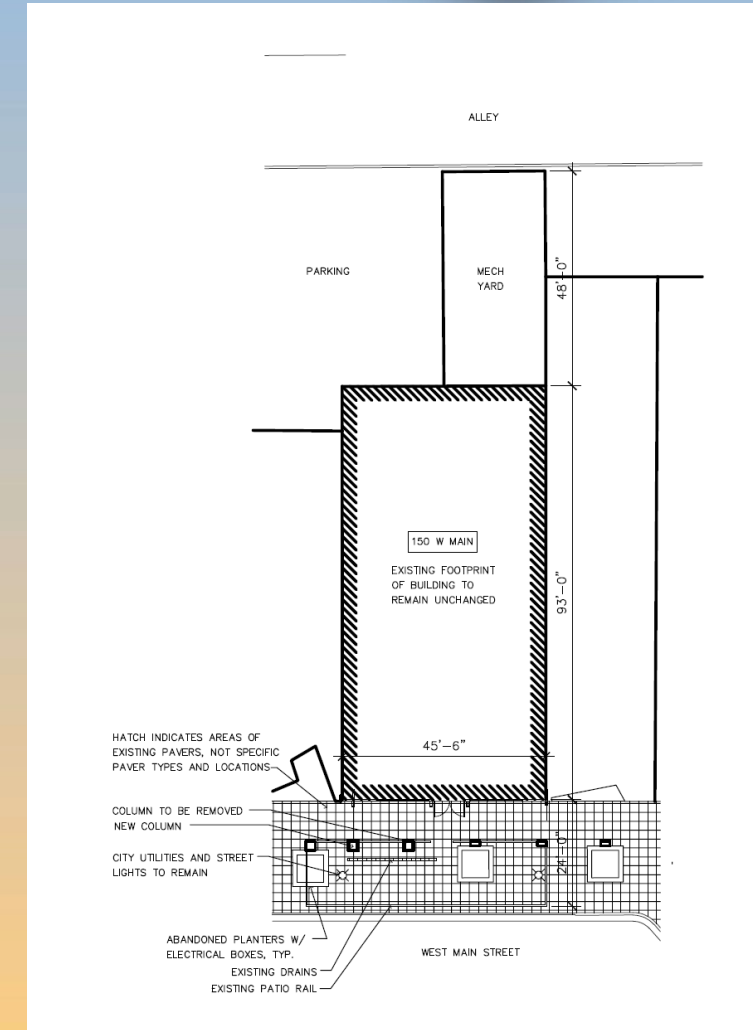 ALLEY
PARKING
MECH
YARD
48'-0"
150 W MAIN
EXISTING FOOTPRINT
OF BUILDING TO
REMAIN UNCHANGED
93'-0"
HATCH INDICATES AREAS OF
EXISTING PAVERS, NOT SPECIFIC
PAVER TYPES AND LOCATIONS
45'-6"
COLUMN TO BE REMOVED
NEW COLUMN
CITY UTILITIES AND STREET
LIGHTS TO REMAIN
24'-0"
ABANDONED PLANTERS W/
ELECTRICAL BOXES, TYP.
WEST MAIN STREET
EXISTING DRAINS
EXISTING PATIO RAIL